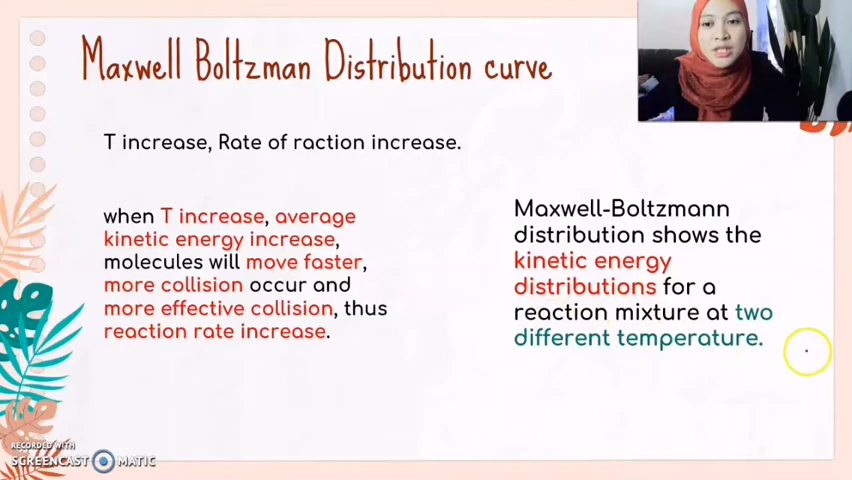 Maxwell Boltzman Distribution curve
T increase, Rate of raction increase.
when T increase, average
kinetic energy increase,
molecules will move faster,
more collision occur and
more effective collision, thus
reaction rate increase.
Maxwell-Boltzmann
distribution shows the
kinetic energy
distributions for a
reaction mixture at two
different temperature.
RECORDED WITH
SCREENCAST MATIC